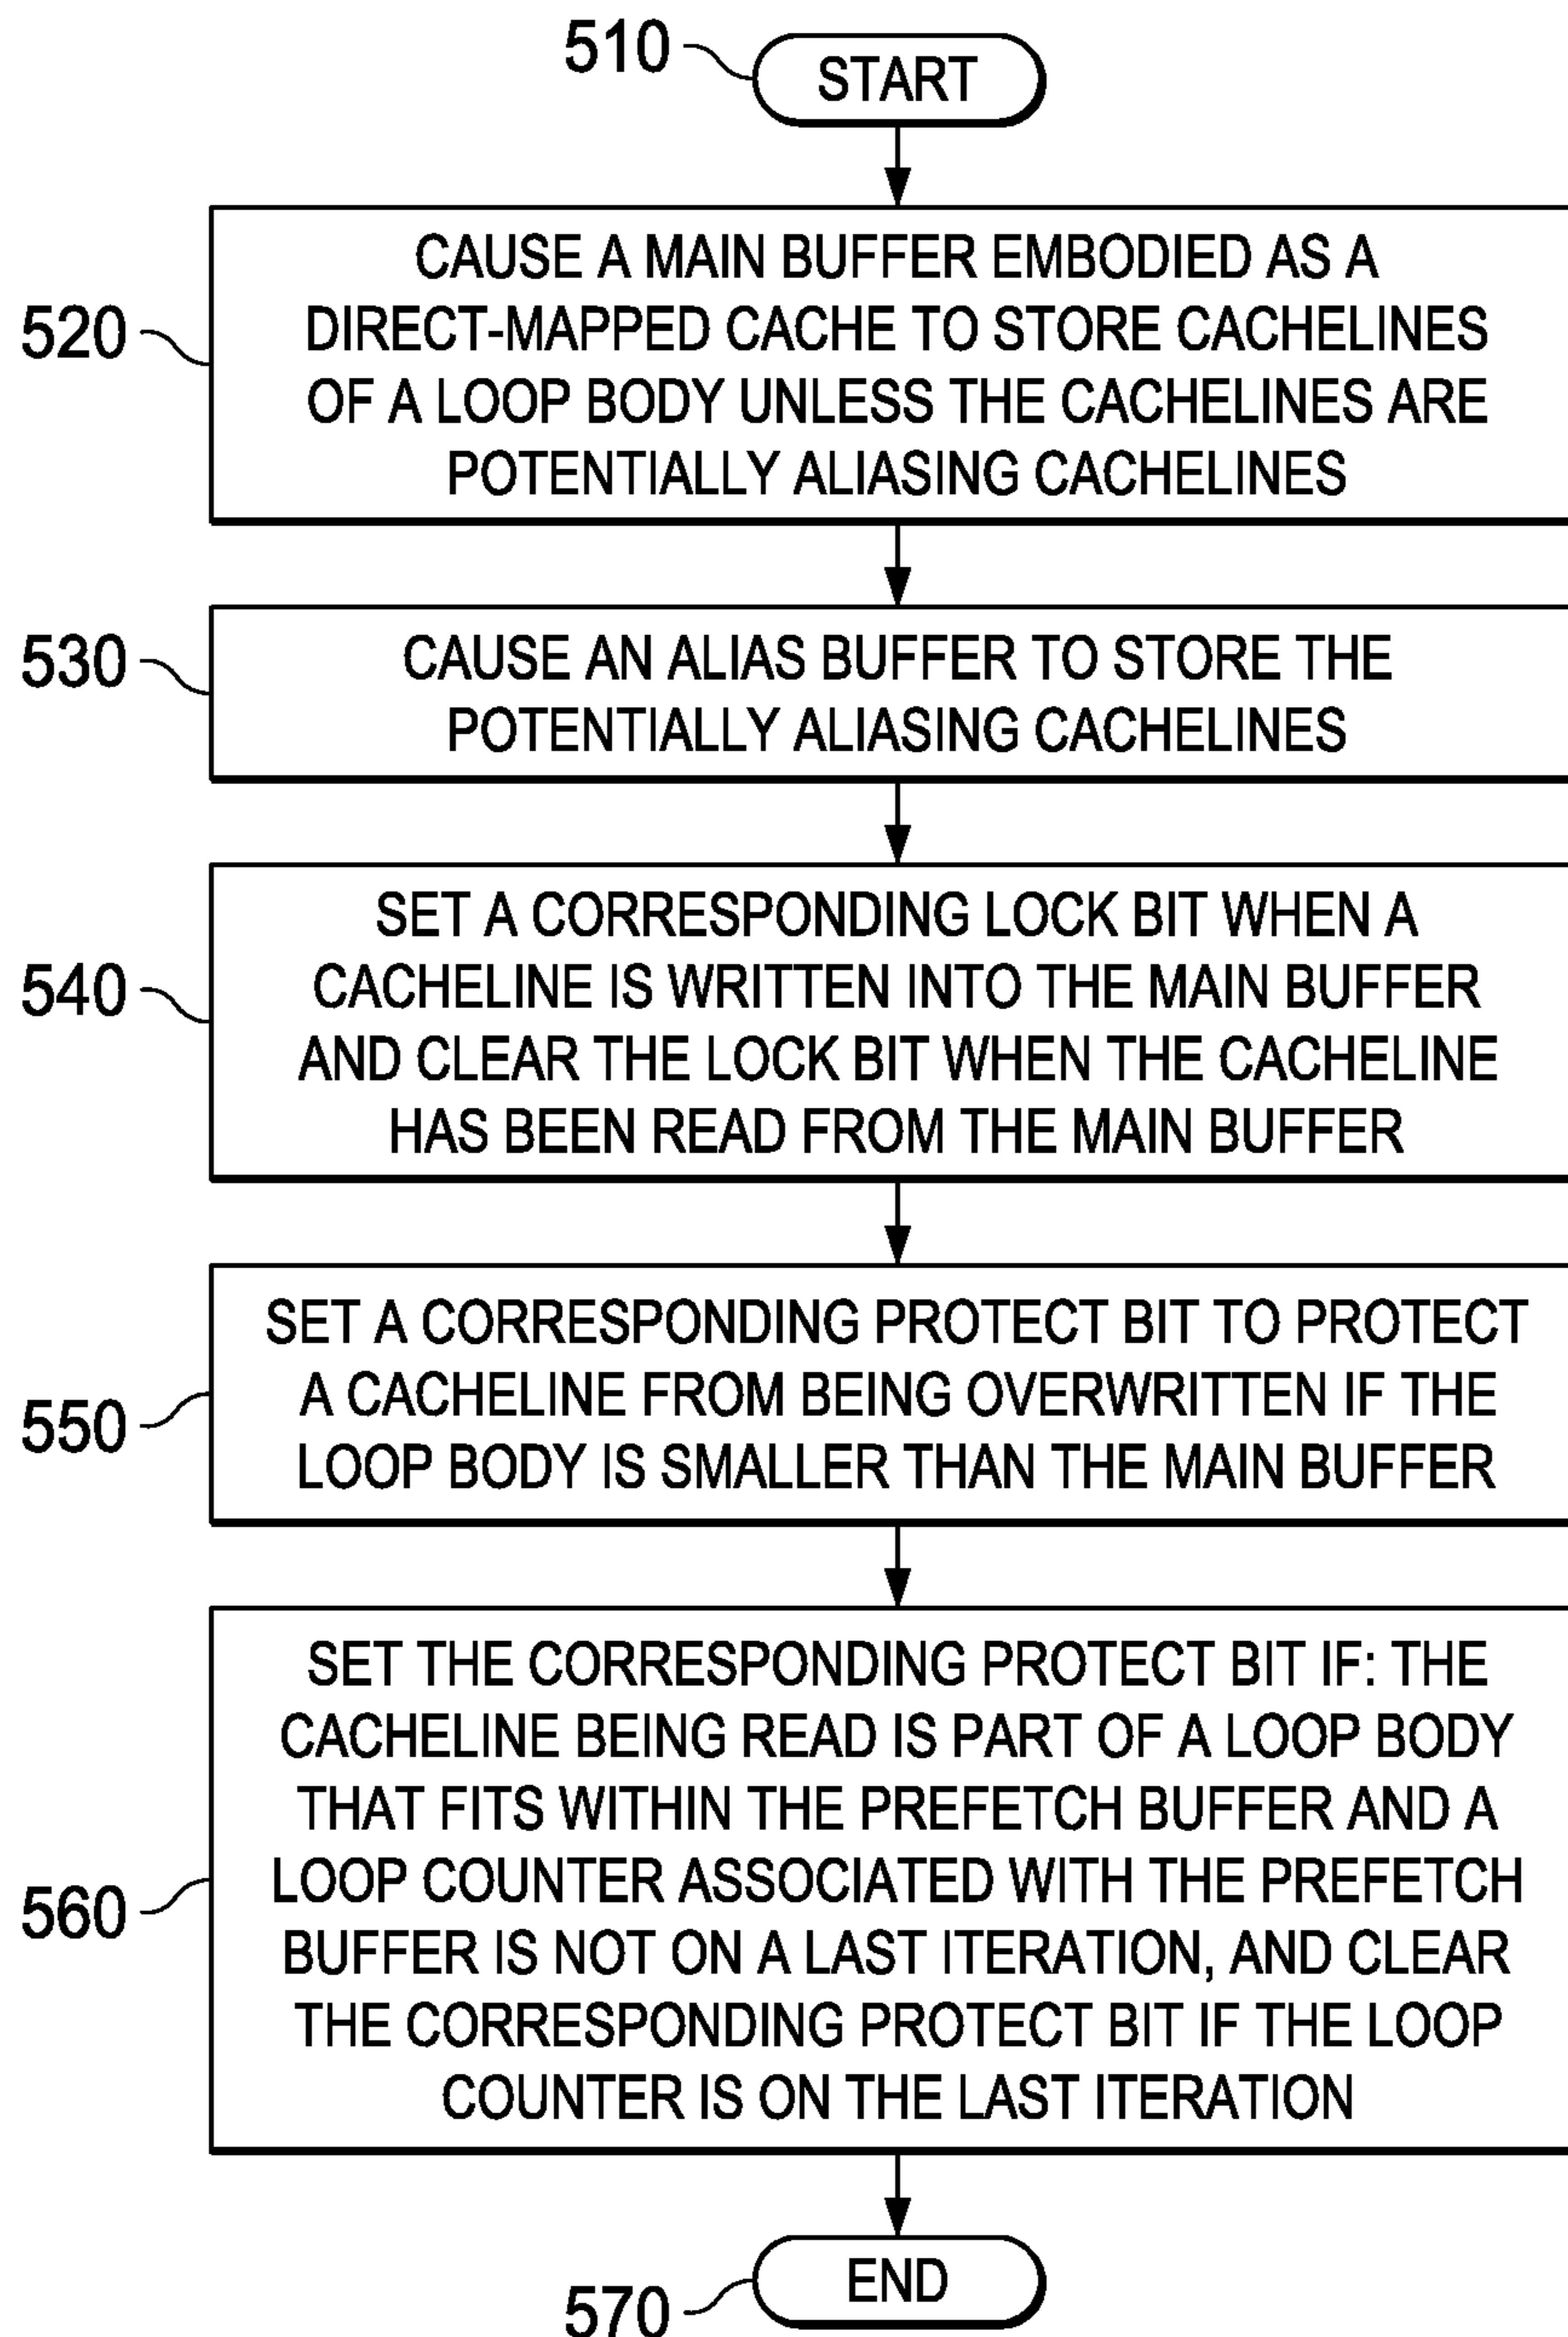 510
START
CAUSE A MAIN BUFFER EMBODIED AS A
DIRECT-MAPPED CACHE TO STORE CACHELINES
OF A LOOP BODY UNLESS THE CACHELINES ARE
POTENTIALLY ALIASING CACHELINES
520
CAUSE AN ALIAS BUFFER TO STORE THE
POTENTIALLY ALIASING CACHELINES
530
SET A CORRESPONDING LOCK BIT WHEN A
CACHELINE IS WRITTEN INTO THE MAIN BUFFER
AND CLEAR THE LOCK BIT WHEN THE CACHELINE
HAS BEEN READ FROM THE MAIN BUFFER
540
SET A CORRESPONDING PROTECT BIT TO PROTECT
A CACHELINE FROM BEING OVERWRITTEN IF THE
LOOP BODY IS SMALLER THAN THE MAIN BUFFER
550
SET THE CORRESPONDING PROTECT BIT IF: THE
CACHELINE BEING READ IS PART OF A LOOP BODY
THAT FITS WITHIN THE PREFETCH BUFFER AND A
LOOP COUNTER ASSOCIATED WITH THE PREFETCH
BUFFER IS NOT ON A LAST ITERATION, AND CLEAR
THE CORRESPONDING PROTECT BIT IF THE LOOP
COUNTER IS ON THE LAST ITERATION
560
END
570